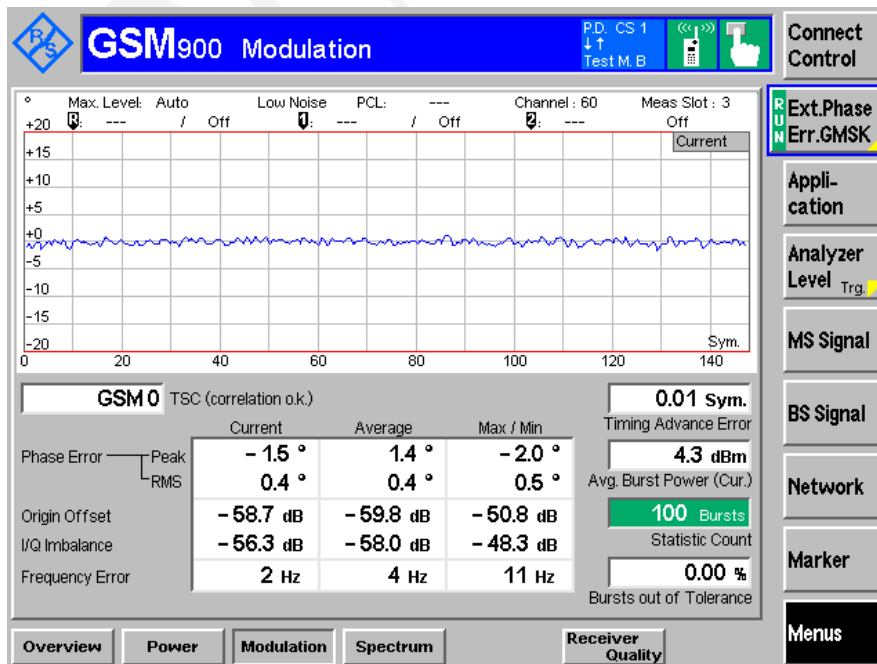 R&S
GSM900 Modulation
P.D. CS 1
Test M. B
Connect
Control
° Max. Level: Auto Low Noise PCL: --- Channel : 60 Meas Slot : 3
R: --- / Off 1: --- / Off 2: --- Off
Current
+20
+15
+10
+5
+0
-5
-10
-15
-20
Sym.
0 20 40 60 80 100 120 140
RUN
Ext.Phase
Err.GMSK
Appli-
cation
Analyzer
Level Trg.
MS Signal
BS Signal
Network
Marker
Menus
GSM 0 TSC (correlation o.k.)
0.01 Sym.
Timing Advance Error
Current Average Max / Min
Phase Error Peak - 1.5 ° 1.4 ° - 2.0 °
RMS 0.4 ° 0.4 ° 0.5 °
4.3 dBm
Avg. Burst Power (Cur.)
Origin Offset - 58.7 dB - 59.8 dB - 50.8 dB
I/Q Imbalance - 56.3 dB - 58.0 dB - 48.3 dB
100 Bursts
Statistic Count
Frequency Error 2 Hz 4 Hz 11 Hz
0.00 %
Bursts out of Tolerance
Overview Power Modulation Spectrum Receiver
Quality